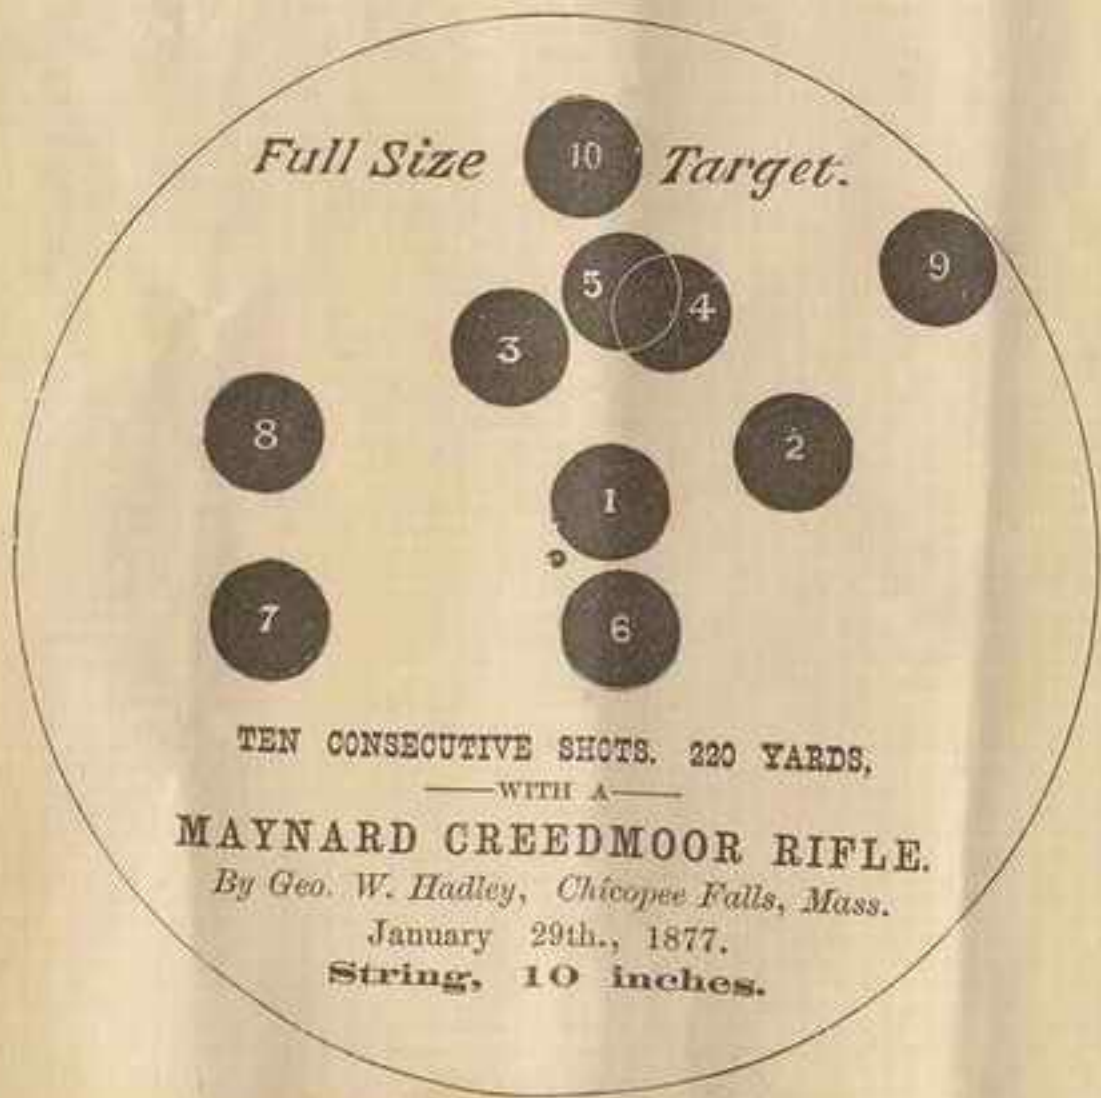 Full Size Target.
10
9
5
4
3
8
2
1
7
6
TEN CONSECUTIVE SHOTS. 220 YARDS,
WITH A
MAYNARD CREEDMOOR RIFLE.
By Geo. W. Hadley, Chicopee Falls, Mass.
January 29th., 1877.
String, 10 inches.